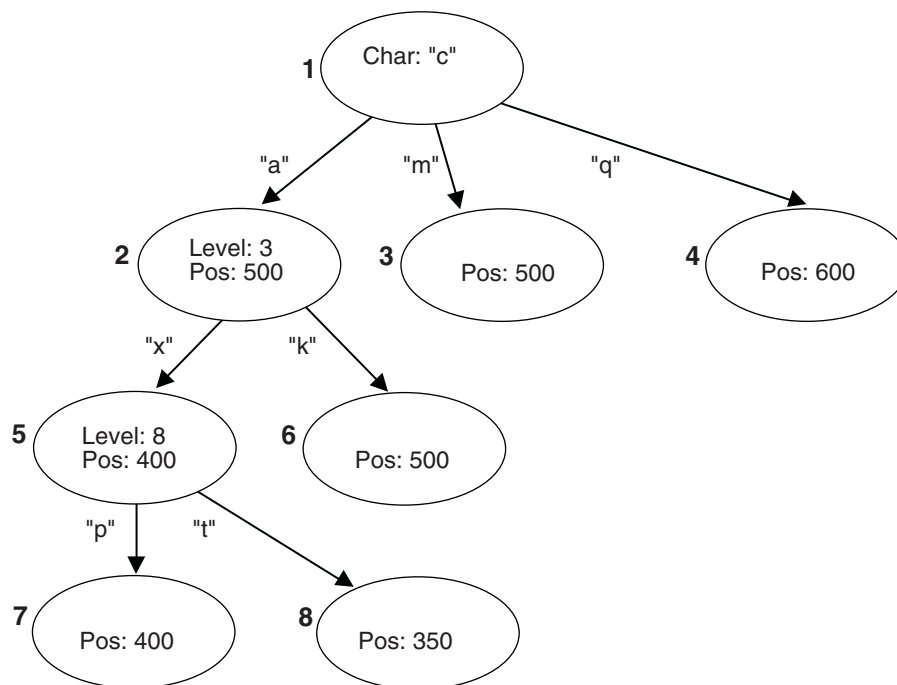 1
Char: "c"
"a"
"m"
"q"
2
Level: 3
Pos: 500
3
Pos: 500
4
Pos: 600
"x"
"k"
5
Level: 8
Pos: 400
6
Pos: 500
"p"
"t"
7
Pos: 400
8
Pos: 350